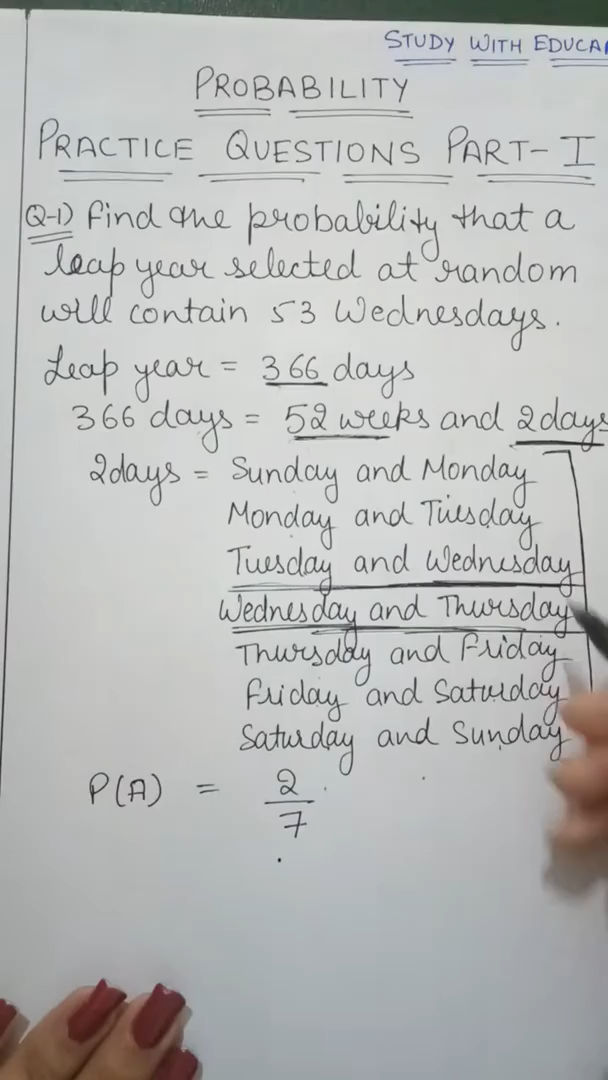 STUDY WITH EDUCA
PROBABILITY
PRACTICE QUESTIONS PART-I
Q-1) Find the probability that a
leap year selected at random
will contain 53 Wednesdays.
Leap year = 366 days
366 days = 52 weeks and 2 days
2days = Sunday and Monday
Monday and Tuesday
Tuesday and Wednesday
Wednesday and Thursday
Thursday and Friday
Friday and Saturday
Saturday and Sunday
P(A) = 2/7